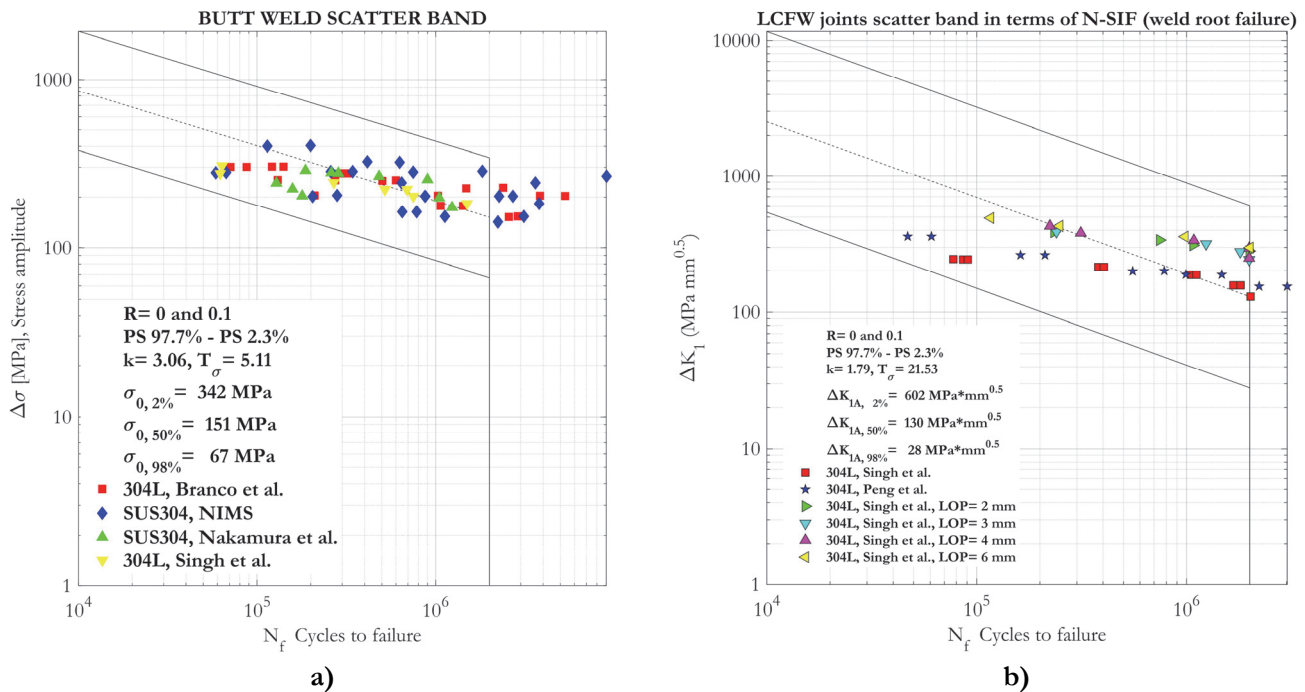 BUTT WELD SCATTER BAND
1000
100
10
1
Δσ [MPa], Stress amplitude
R= 0 and 0.1
PS 97.7% - PS 2.3%
k= 3.06, Tσ = 5.11
σ0, 2%= 342 MPa
σ0, 50%= 151 MPa
σ0, 98%= 67 MPa
304L, Branco et al.
SUS304, NIMS
SUS304, Nakamura et al.
304L, Singh et al.
10^4 10^5 10^6
Nf Cycles to failure
a)
LCFW joints scatter band in terms of N-SIF (weld root failure)
10000
1000
100
10
1
ΔK1 (MPa mm^0.5)
R= 0 and 0.1
PS 97.7% - PS 2.3%
k= 1.79, Tσ = 21.53
ΔK1A, 2%= 602 MPa*mm^0.5
ΔK1A, 50%= 130 MPa*mm^0.5
ΔK1A, 98%= 28 MPa*mm^0.5
304L, Singh et al.
304L, Peng et al.
304L, Singh et al., LOP= 2 mm
304L, Singh et al., LOP= 3 mm
304L, Singh et al., LOP= 4 mm
304L, Singh et al., LOP= 6 mm
10^4 10^5 10^6
Nf Cycles to failure
b)